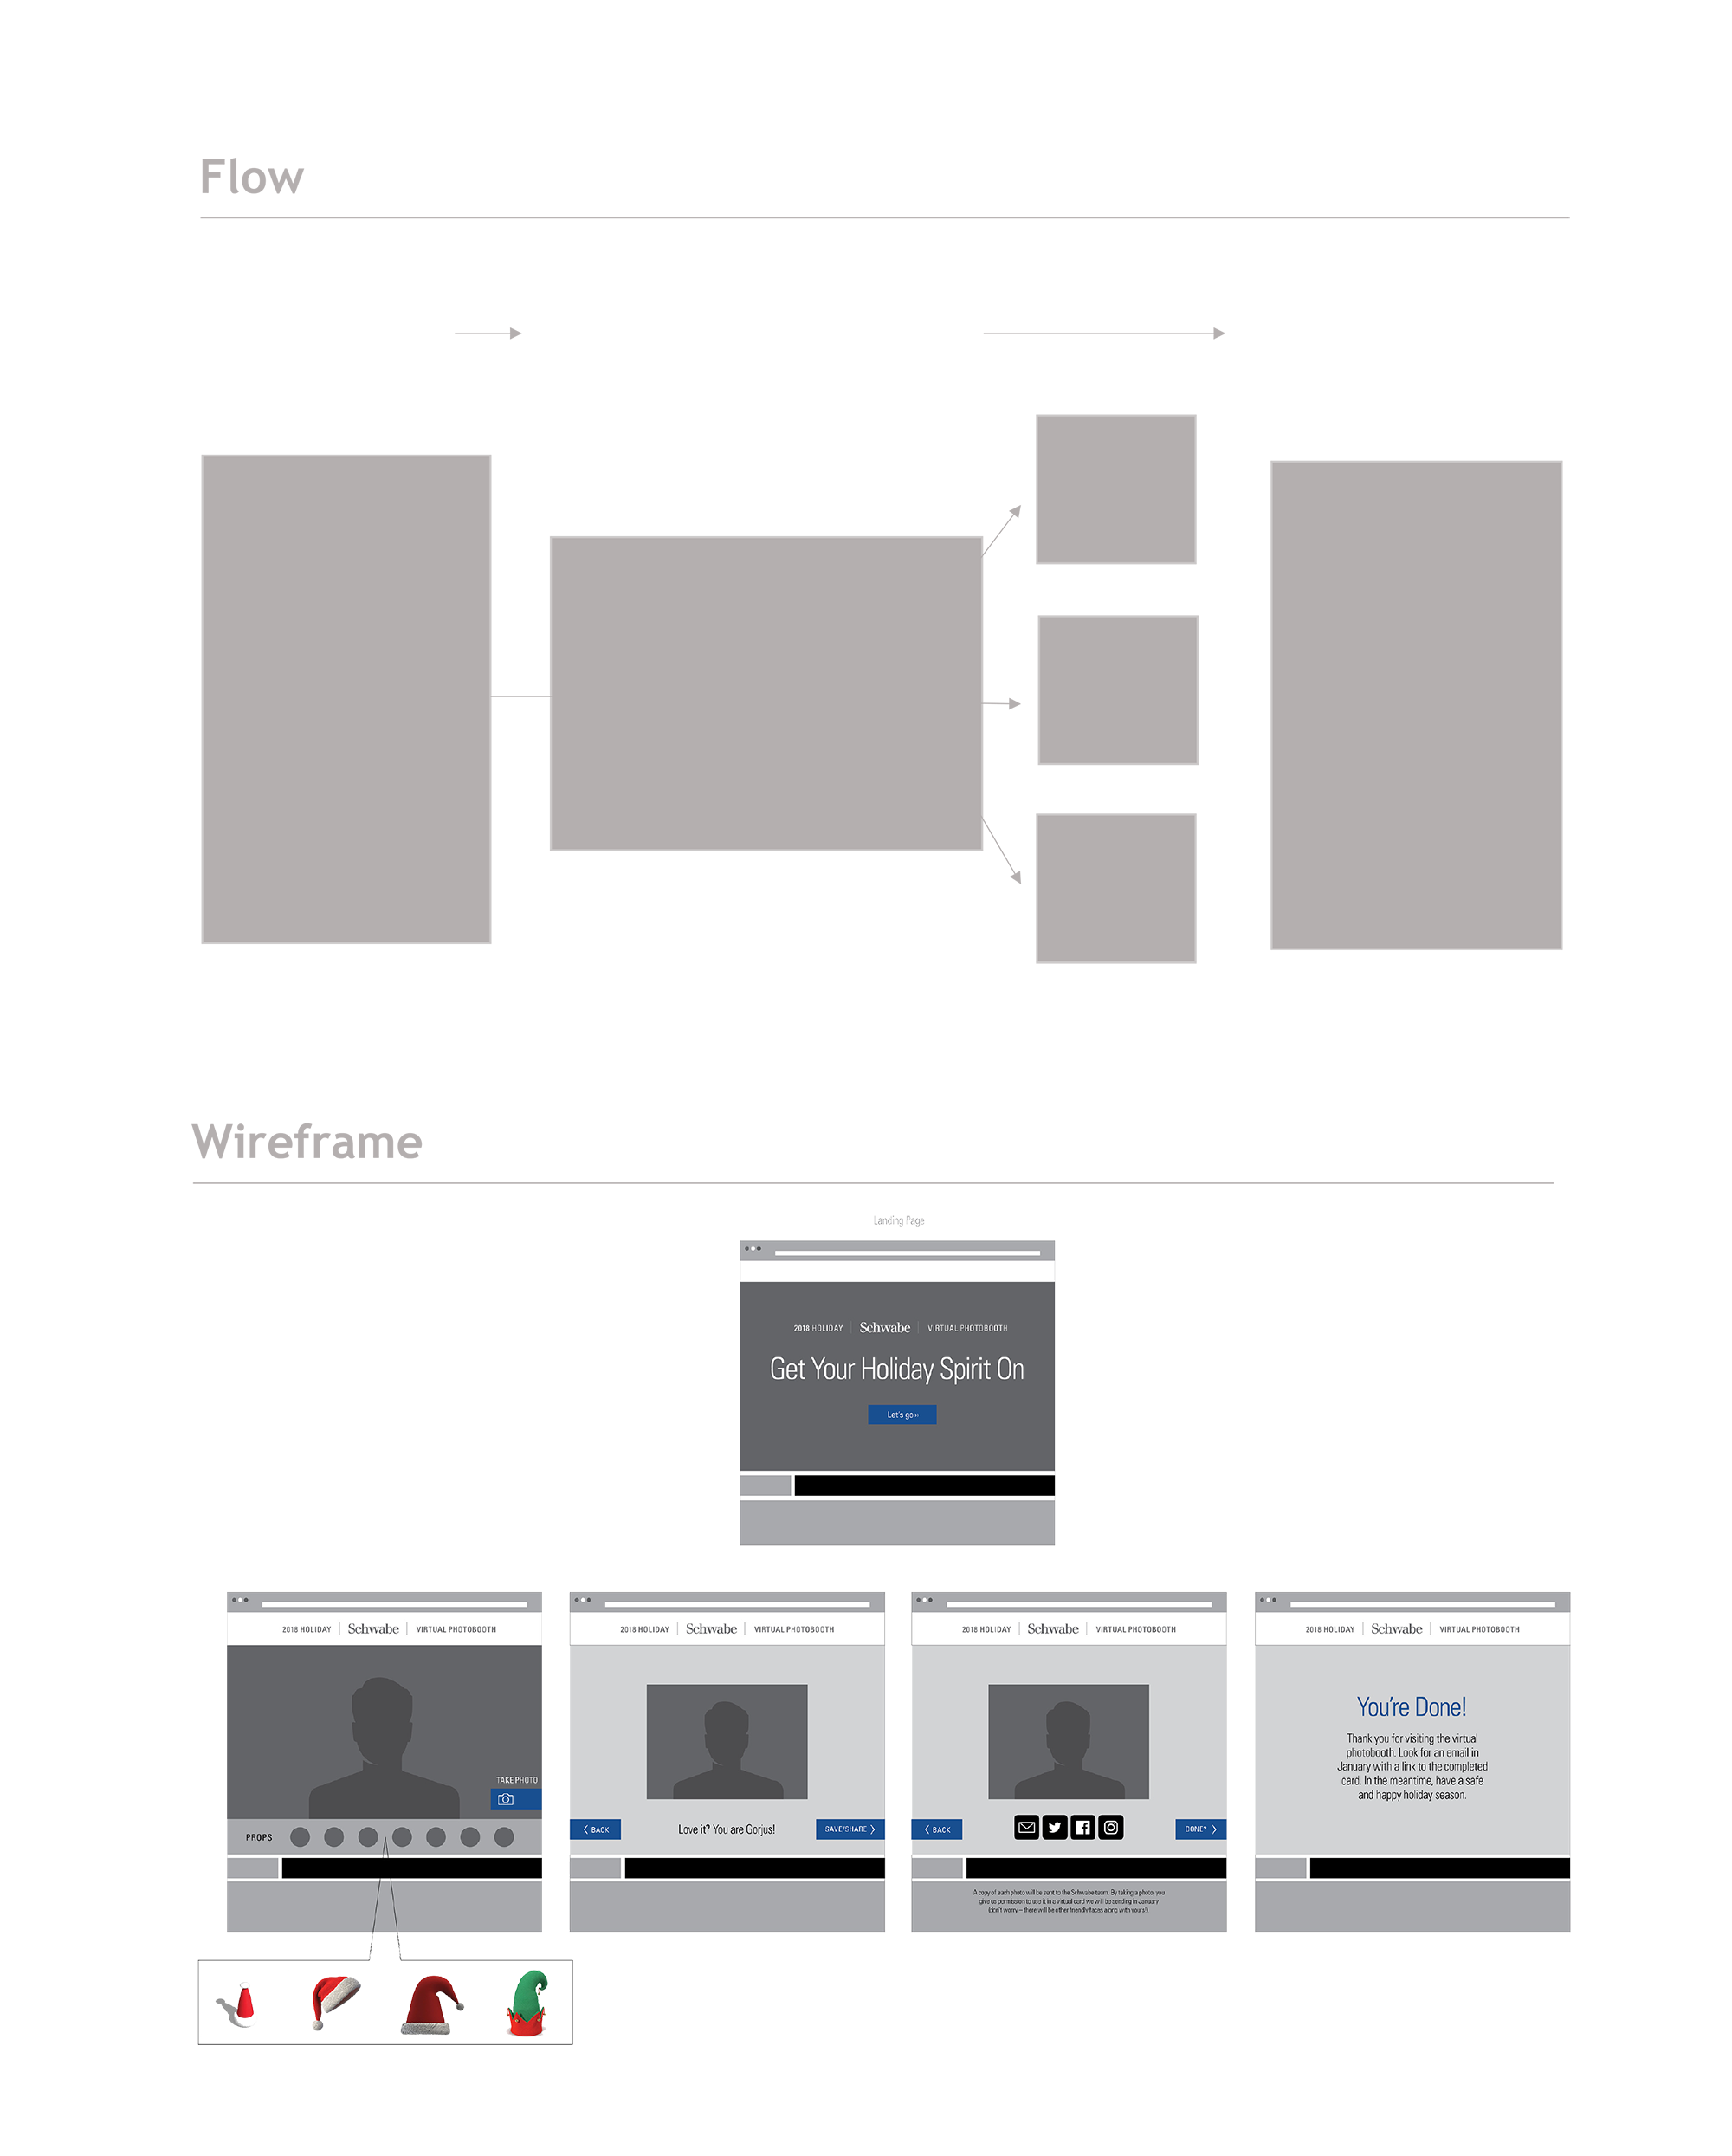 Flow
Wireframe
Landing Page
2018 HOLIDAY | Schwabe | VIRTUAL PHOTOBOOTH
Get Your Holiday Spirit On
Let's go »
2018 HOLIDAY | Schwabe | VIRTUAL PHOTOBOOTH
TAKE PHOTO
PROPS
2018 HOLIDAY | Schwabe | VIRTUAL PHOTOBOOTH
< BACK
Love it? You are Gorjus!
SAVE/SHARE >
2018 HOLIDAY | Schwabe | VIRTUAL PHOTOBOOTH
< BACK
DONE? >
A copy of each photo will be sent to the Schwabe team. By taking a photo, you
give us permission to use it in a virtual card we will be sending in January
(don't worry – there will be other friendly faces along with yours!).
2018 HOLIDAY | Schwabe | VIRTUAL PHOTOBOOTH
You're Done!
Thank you for visiting the virtual
photobooth. Look for an email in
January with a link to the completed
card. In the meantime, have a safe
and happy holiday season.